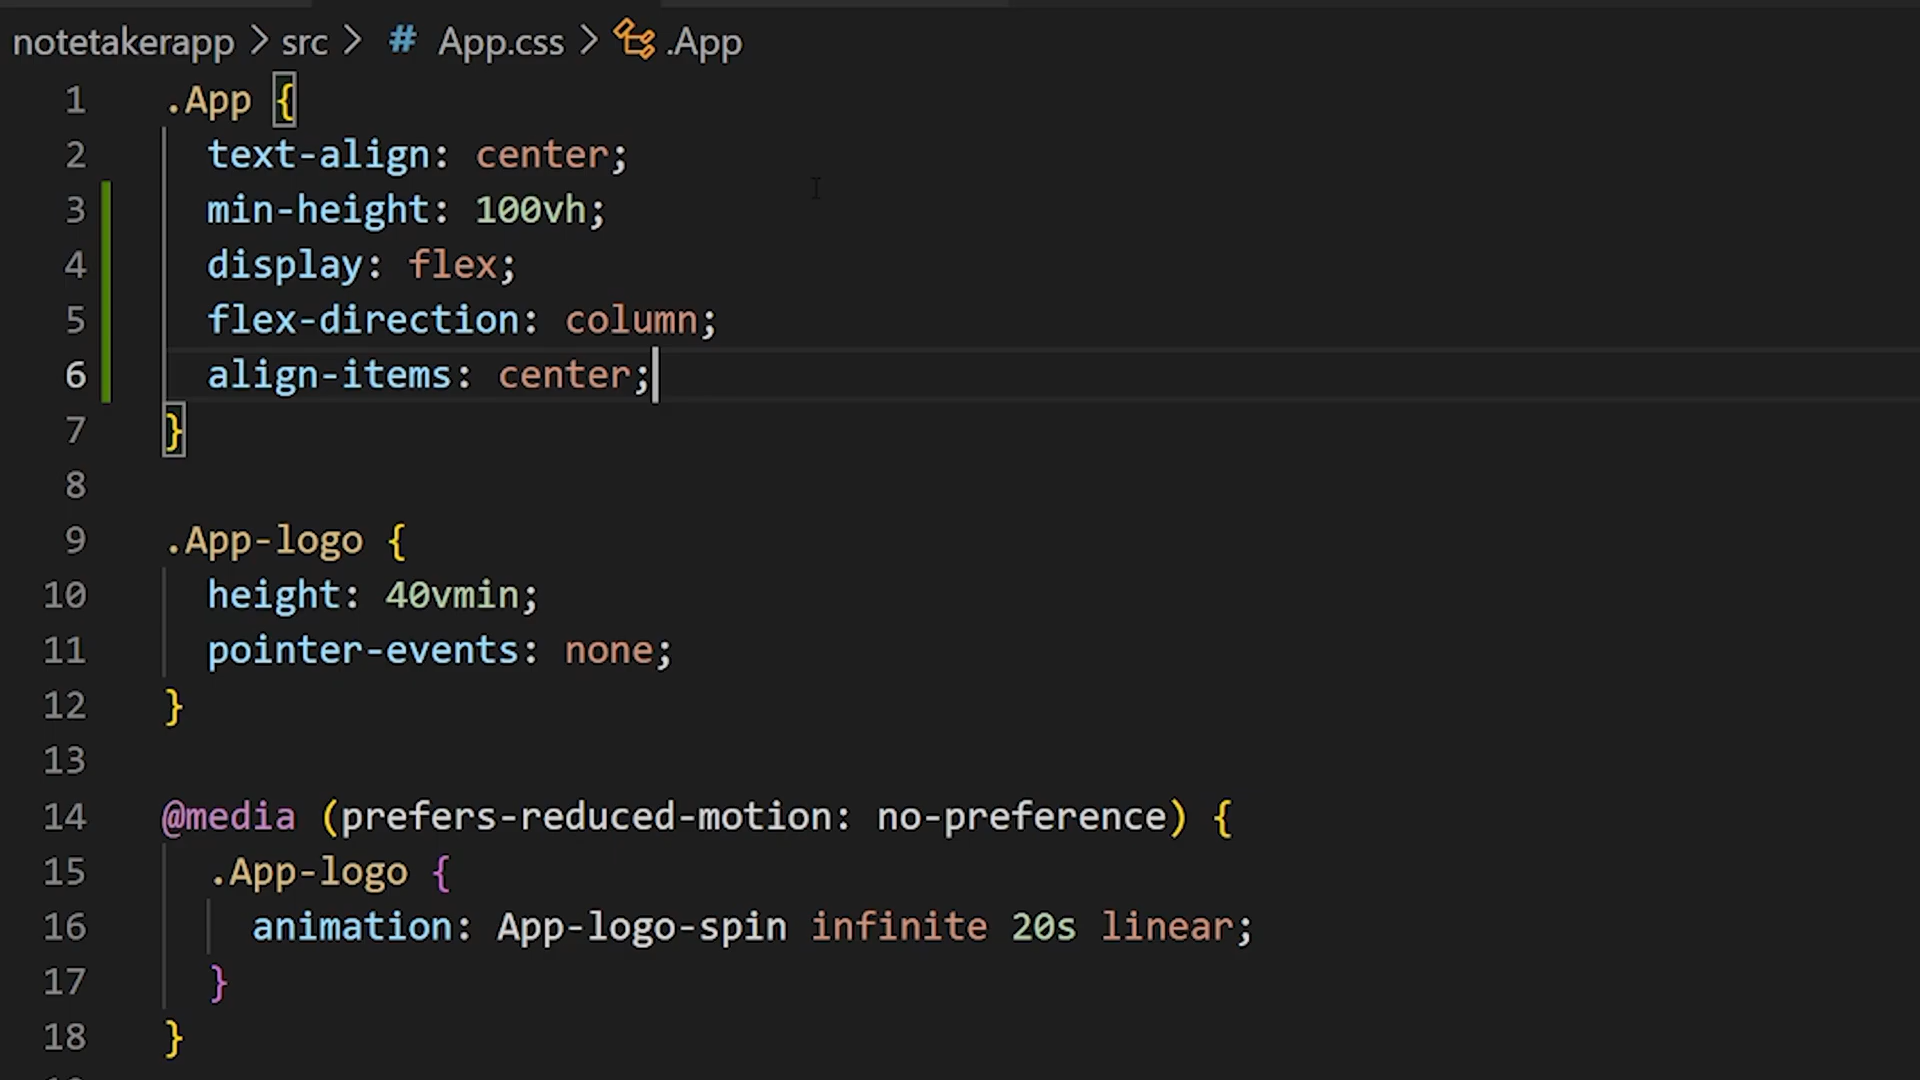 notetakerapp > src > # App.css > .App
1 .App {
2 text-align: center;
3 min-height: 100vh;
4 display: flex;
5 flex-direction: column;
6 align-items: center;
7 }
8
9 .App-logo {
10 height: 40vmin;
11 pointer-events: none;
12 }
13
14 @media (prefers-reduced-motion: no-preference) {
15 .App-logo {
16 animation: App-logo-spin infinite 20s linear;
17 }
18 }